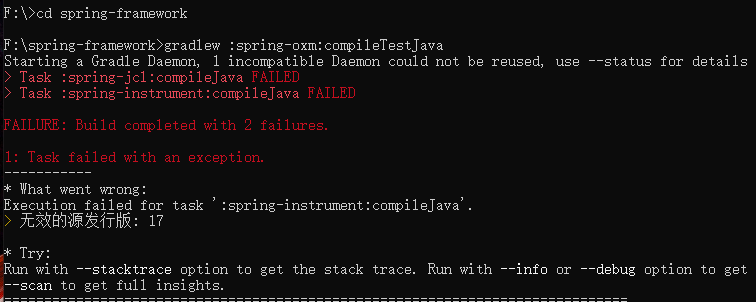 F:\>cd spring-framework
F:\spring-framework>gradlew :spring-oxm:compileTestJava
Starting a Gradle Daemon, 1 incompatible Daemon could not be reused, use --status for details
> Task :spring-jcl:compileJava FAILED
> Task :spring-instrument:compileJava FAILED
FAILURE: Build completed with 2 failures.
1: Task failed with an exception.
-----------
* What went wrong:
Execution failed for task ':spring-instrument:compileJava'.
> 无效的源发行版: 17
* Try:
Run with --stacktrace option to get the stack trace. Run with --info or --debug option to get
--scan to get full insights.
==============================================================================